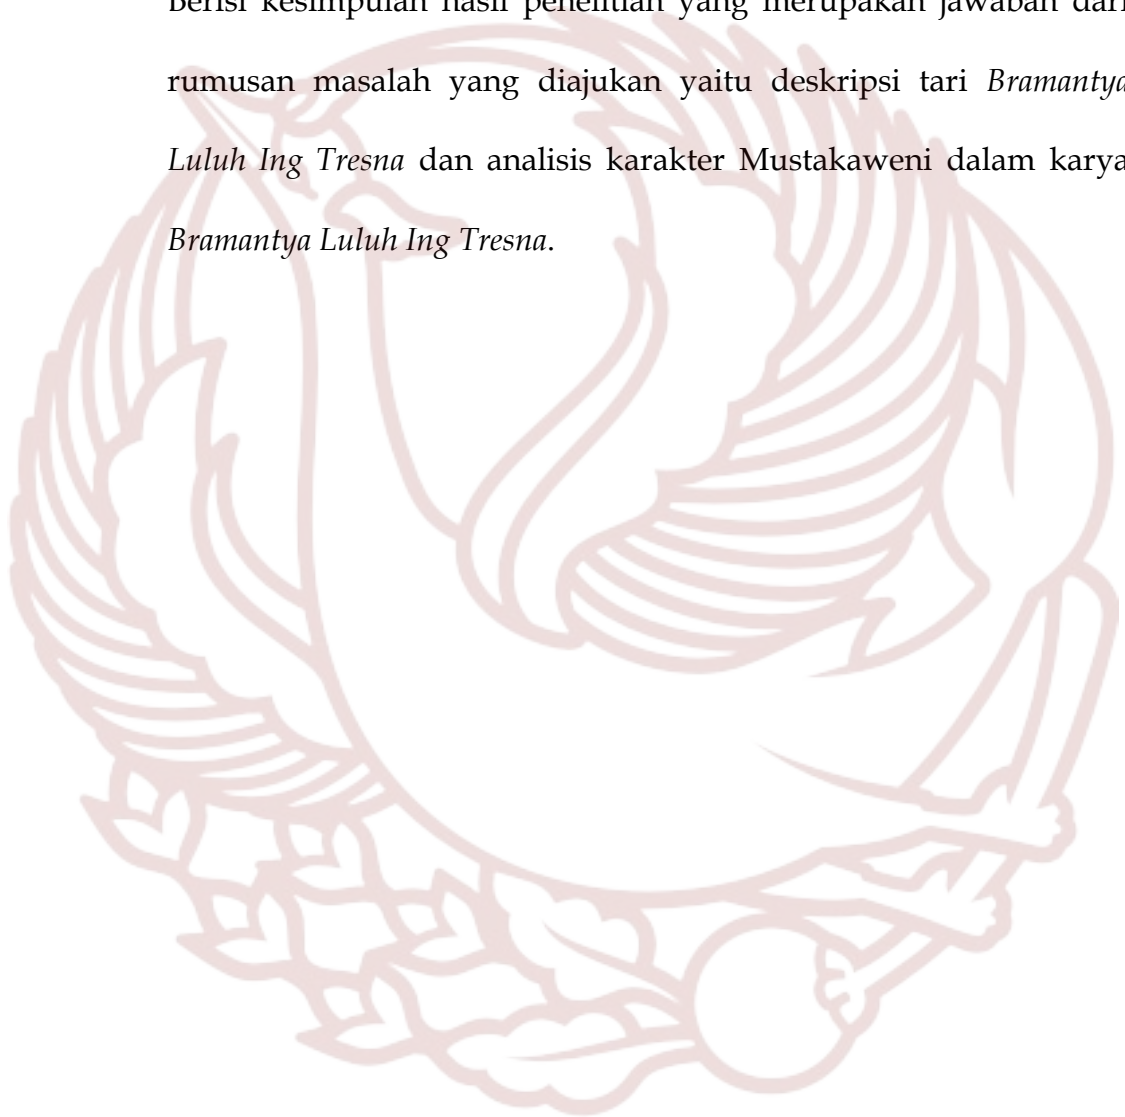 Berisi kesimpulan hasil penelitian yang merupakan jawaban dari
rumusan masalah yang diajukan yaitu deskripsi tari Bramantya
Luluh Ing Tresna dan analisis karakter Mustakaweni dalam karya
Bramantya Luluh Ing Tresna.